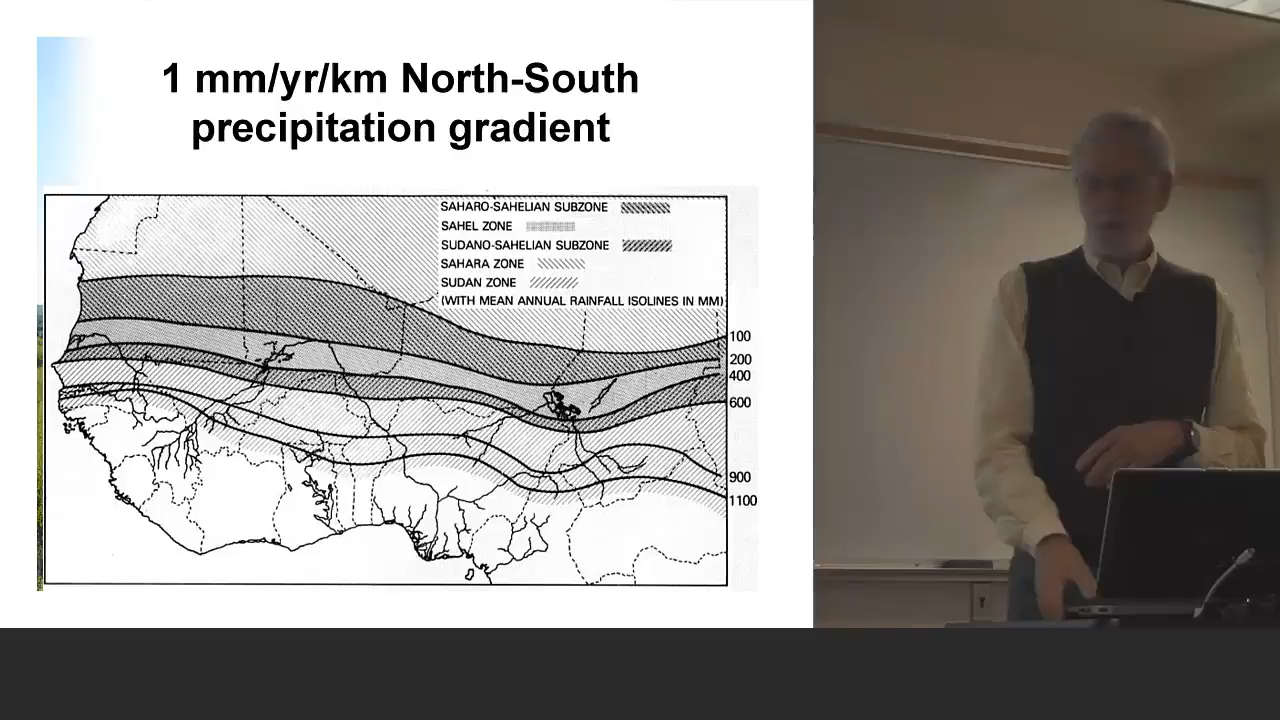 1 mm/yr/km North-South
precipitation gradient
SAHARO-SAHELIAN SUBZONE
SAHEL ZONE
SUDANO-SAHELIAN SUBZONE
SAHARA ZONE
SUDAN ZONE
(WITH MEAN ANNUAL RAINFALL ISOLINES IN MM)
100
200
400
600
900
1100